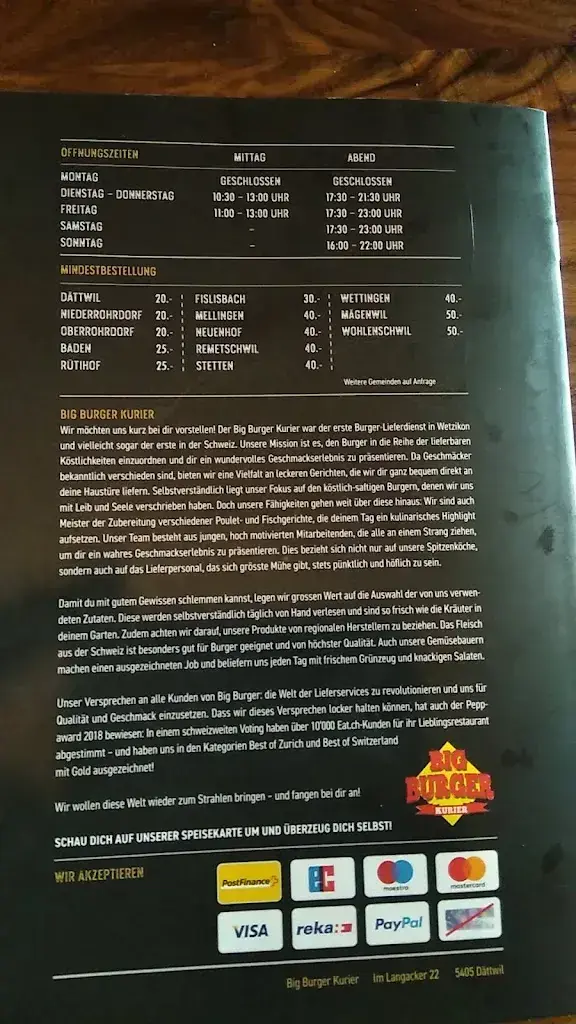 ÖFFNUNGSZEITEN MITTAG ABEND
MONTAG GESCHLOSSEN GESCHLOSSEN
DIENSTAG - DONNERSTAG 10:30 - 13:00 UHR 17:30 - 21:30 UHR
FREITAG 11:00 - 13:00 UHR 17:30 - 23:00 UHR
SAMSTAG - 17:30 - 23:00 UHR
SONNTAG - 16:00 - 22:00 UHR
MINDESTBESTELLUNG
DÄTTWIL 20.- FISLISBACH 30.- WETTINGEN 40.-
NIEDERROHRDORF 20.- MELLINGEN 40.- MÄGENWIL 50.-
OBERROHRDORF 20.- NEUENHOF 40.- WOHLENSCHWIL 50.-
BADEN 25.- REMETSCHWIL 40.-
RÜTIHOF 25.- STETTEN 40.-
Weitere Gemeinden auf Anfrage
BIG BURGER KURIER
Wir möchten uns kurz bei dir vorstellen! Der Big Burger Kurier war der erste Burger-Lieferdienst in Wetzikon
und vielleicht sogar der erste in der Schweiz. Unsere Mission ist es, den Burger in die Reihe der lieferbaren
Köstlichkeiten einzuordnen und dir ein wundervolles Geschmackserlebnis zu präsentieren. Da Geschmäcker
bekanntlich verschieden sind, bieten wir eine Vielfalt an leckeren Gerichten, die wir dir ganz bequem direkt an
deine Haustüre liefern. Selbstverständlich liegt unser Fokus auf den köstlich-saftigen Burgern, denen wir uns
mit Leib und Seele verschrieben haben. Doch unsere Fähigkeiten gehen weit über diese hinaus: Wir sind auch
Meister der Zubereitung verschiedener Poulet- und Fischgerichte, die deinem Tag ein kulinarisches Highlight
aufsetzen. Unser Team besteht aus jungen, hoch motivierten Mitarbeitenden, die alle an einem Strang ziehen,
um dir ein wahres Geschmackserlebnis zu präsentieren. Dies bezieht sich nicht nur auf unsere Spitzenköche,
sondern auch auf das Lieferpersonal, das sich grösste Mühe gibt, stets pünktlich und höflich zu sein.
Damit du mit gutem Gewissen schlemmen kannst, legen wir grossen Wert auf die Auswahl der von uns verwen-
deten Zutaten. Diese werden selbstverständlich täglich von Hand verlesen und sind so frisch wie die Kräuter in
deinem Garten. Zudem achten wir darauf, unsere Produkte von regionalen Herstellern zu beziehen. Das Fleisch
aus der Schweiz ist besonders gut für Burger geeignet und von höchster Qualität. Auch unsere Gemüsebauern
machen einen ausgezeichneten Job und beliefern uns jeden Tag mit frischem Grünzeug und knackigen Salaten.
Unser Versprechen an alle Kunden von Big Burger: die Welt der Lieferservices zu revolutionieren und uns für
Qualität und Geschmack einzusetzen. Dass wir dieses Versprechen locker halten können, hat auch der Pepp-
award 2018 bewiesen: In einem schweizweiten Voting haben über 10'000 Eat.ch-Kunden für ihr Lieblingsrestaurant
abgestimmt – und haben uns in den Kategorien Best of Zurich und Best of Switzerland
mit Gold ausgezeichnet!
Wir wollen diese Welt wieder zum Strahlen bringen – und fangen bei dir an!
SCHAU DICH AUF UNSERER SPEISEKARTE UM UND ÜBERZEUG DICH SELBST!
BIG
BURGER
KURIER
WIR AKZEPTIEREN
PostFinance ec maestro mastercard
VISA reka: PayPal
Big Burger Kurier Im Langacker 22 5405 Dättwil